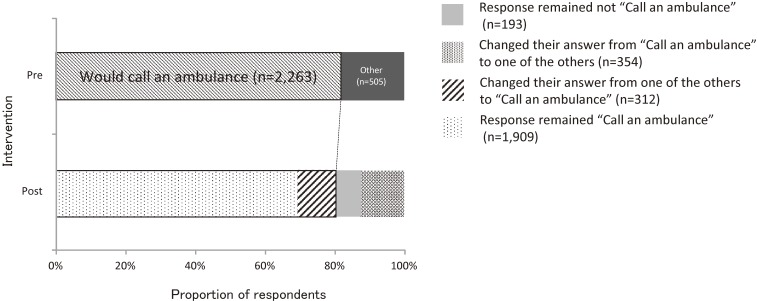 Response remained not “Call an ambulance”
(n=193)
Changed their answer from “Call an ambulance”
to one of the others (n=354)
Changed their answer from one of the others
to “Call an ambulance” (n=312)
Response remained “Call an ambulance”
(n=1,909)
Intervention
Pre
Would call an ambulance (n=2,263)
Other
(n=505)
Post
0%
20%
40%
60%
80%
100%
Proportion of respondents